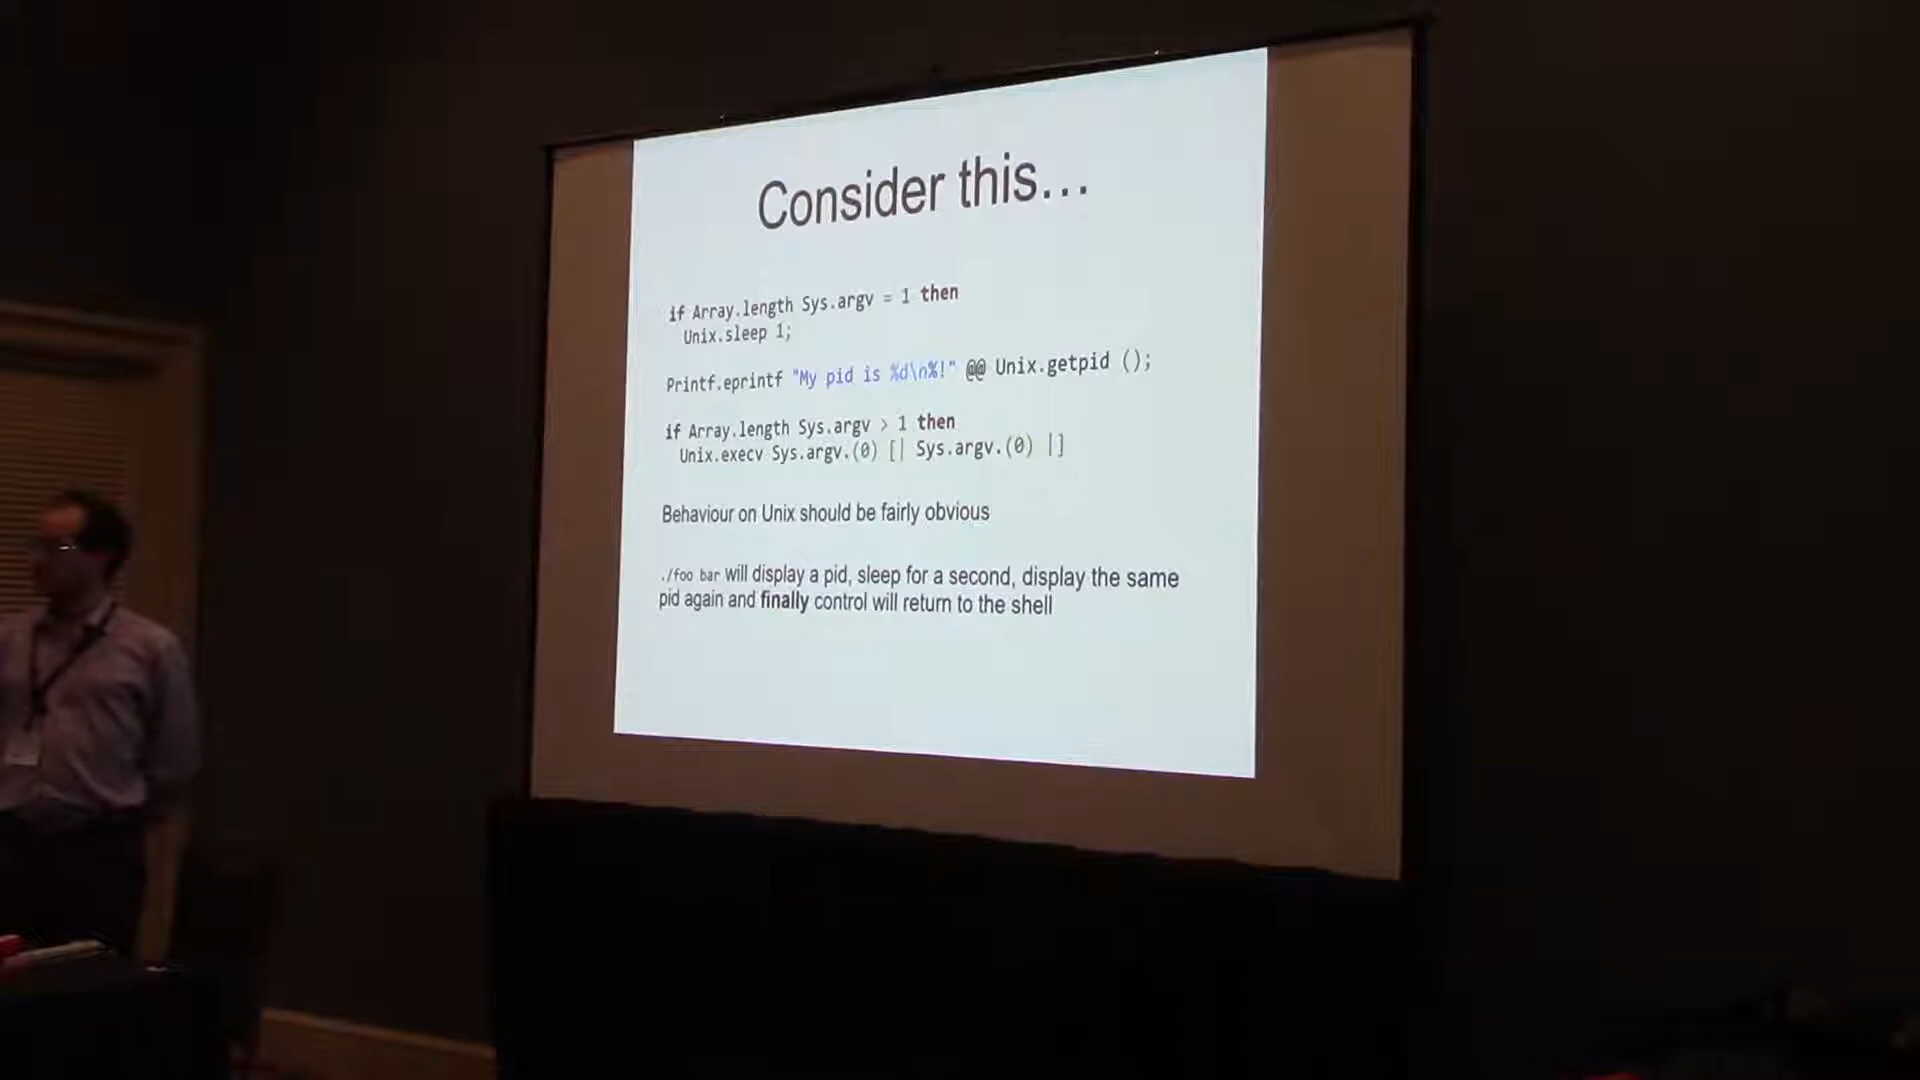 Consider this...
if Array.length Sys.argv = 1 then
Unix.sleep 1;
Printf.eprintf "My pid is %d\n%!" @@ Unix.getpid ();
if Array.length Sys.argv > 1 then
Unix.execv Sys.argv.(0) [| Sys.argv.(0) |]
Behaviour on Unix should be fairly obvious
./foo bar will display a pid, sleep for a second, display the same
pid again and finally control will return to the shell